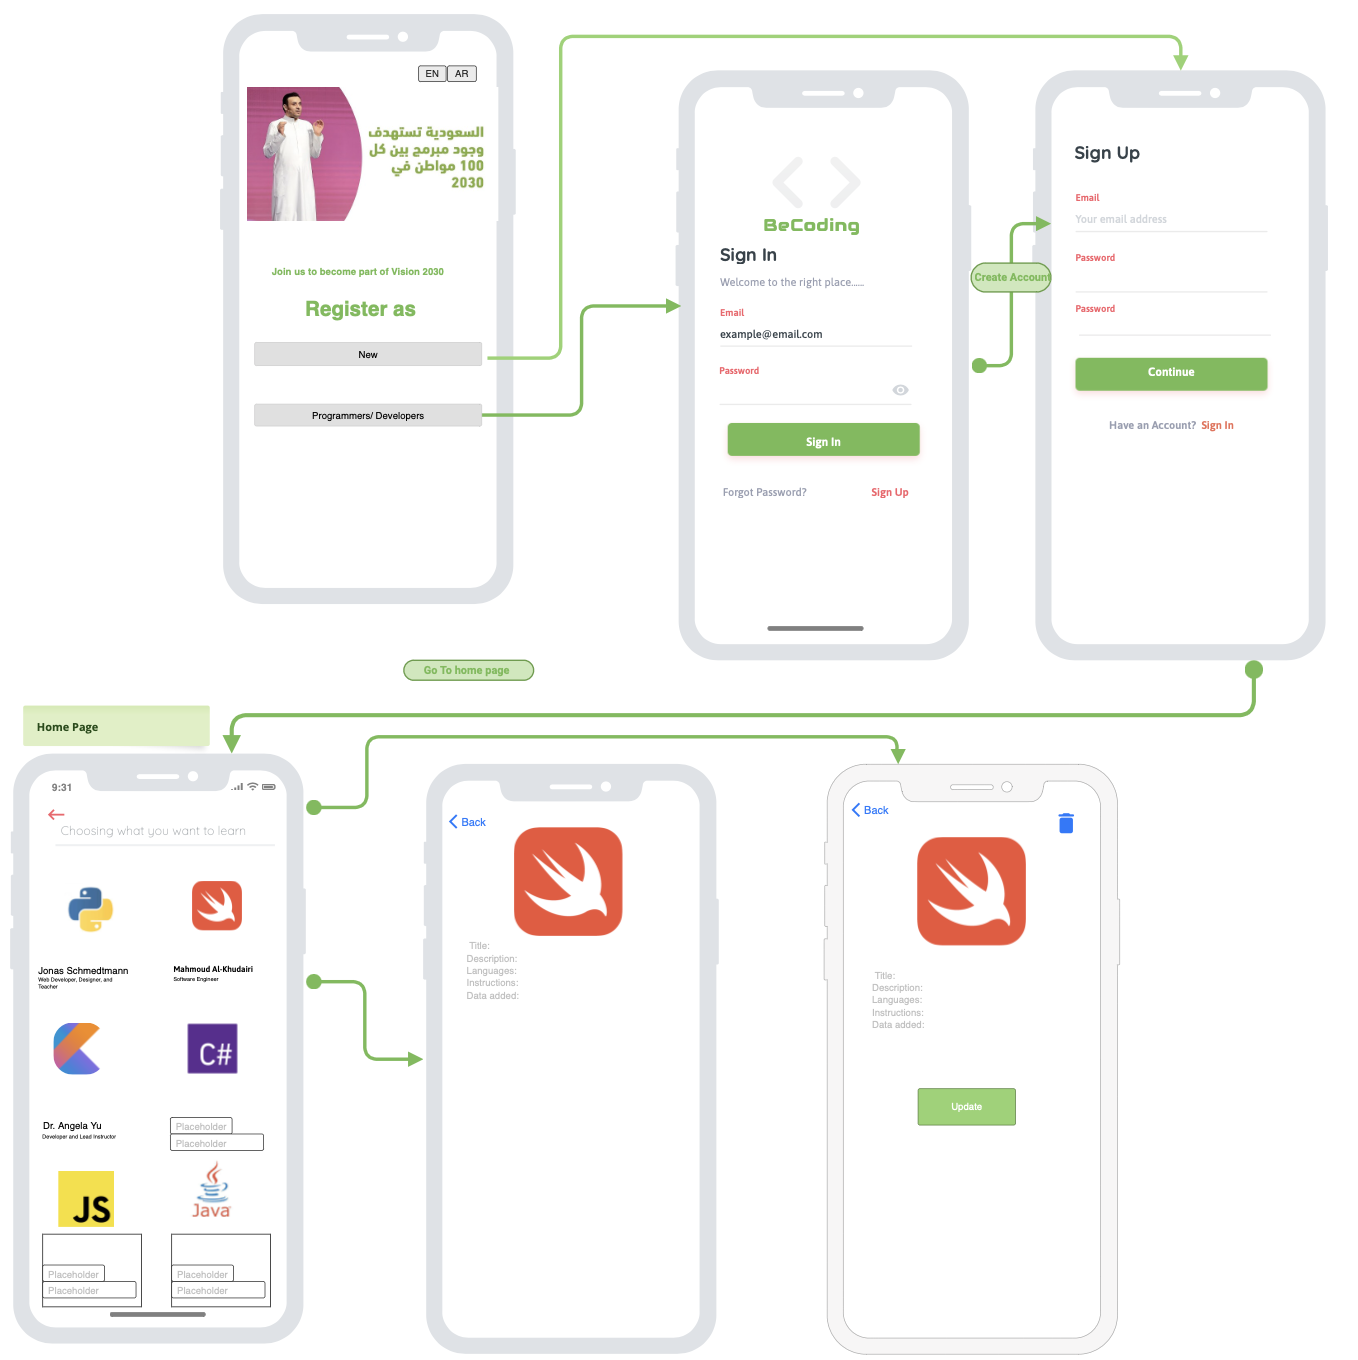 EN
AR
السعودية تستهدف
وجود مبرمج بين كل
100 مواطن في
2030
Join us to become part of Vision 2030
Register as
New
Programmers/ Developers
BeCoding
Sign In
Welcome to the right place......
Email
example@email.com
Password
Sign In
Forgot Password?
Sign Up
Create Account
Sign Up
Email
Your email address
Password
Password
Continue
Have an Account? Sign In
Go To home page
Home Page
9:31
Choosing what you want to learn
Jonas Schmedtmann
Web Developer, Designer, and
Teacher
Mahmoud Al-Khudairi
Software Engineer
C#
Dr. Angela Yu
Developer and Lead Instructor
Placeholder
Placeholder
JS
Java
Placeholder
Placeholder
Placeholder
Placeholder
Back
Title:
Description:
Languages:
Instructions:
Data added:
Back
Title:
Description:
Languages:
Instructions:
Data added:
Update